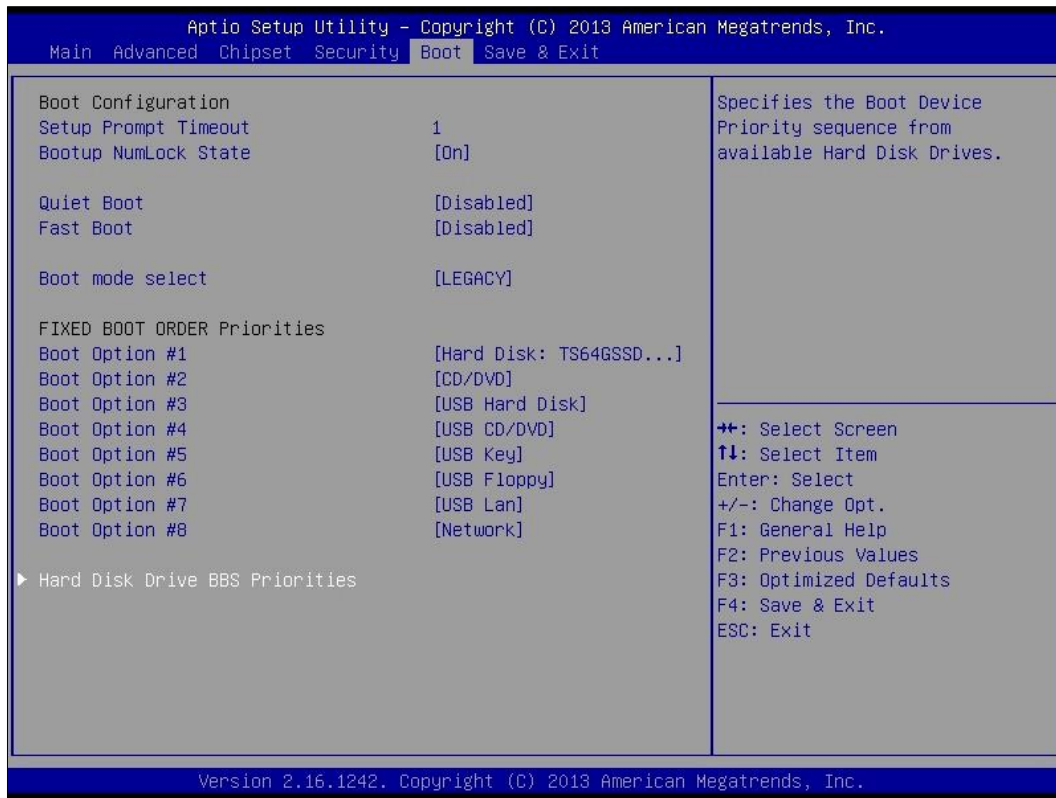 Aptio Setup Utility – Copyright (C) 2013 American Megatrends, Inc.
Main Advanced Chipset Security Boot Save & Exit
Boot Configuration
Setup Prompt Timeout 1
Bootup NumLock State [On]
Quiet Boot [Disabled]
Fast Boot [Disabled]
Boot mode select [LEGACY]
FIXED BOOT ORDER Priorities
Boot Option #1 [Hard Disk: TS64GSSD...]
Boot Option #2 [CD/DVD]
Boot Option #3 [USB Hard Disk]
Boot Option #4 [USB CD/DVD]
Boot Option #5 [USB Key]
Boot Option #6 [USB Floppy]
Boot Option #7 [USB Lan]
Boot Option #8 [Network]
▶ Hard Disk Drive BBS Priorities
Specifies the Boot Device
Priority sequence from
available Hard Disk Drives.
→←: Select Screen
↑↓: Select Item
Enter: Select
+/-: Change Opt.
F1: General Help
F2: Previous Values
F3: Optimized Defaults
F4: Save & Exit
ESC: Exit
Version 2.16.1242. Copyright (C) 2013 American Megatrends, Inc.